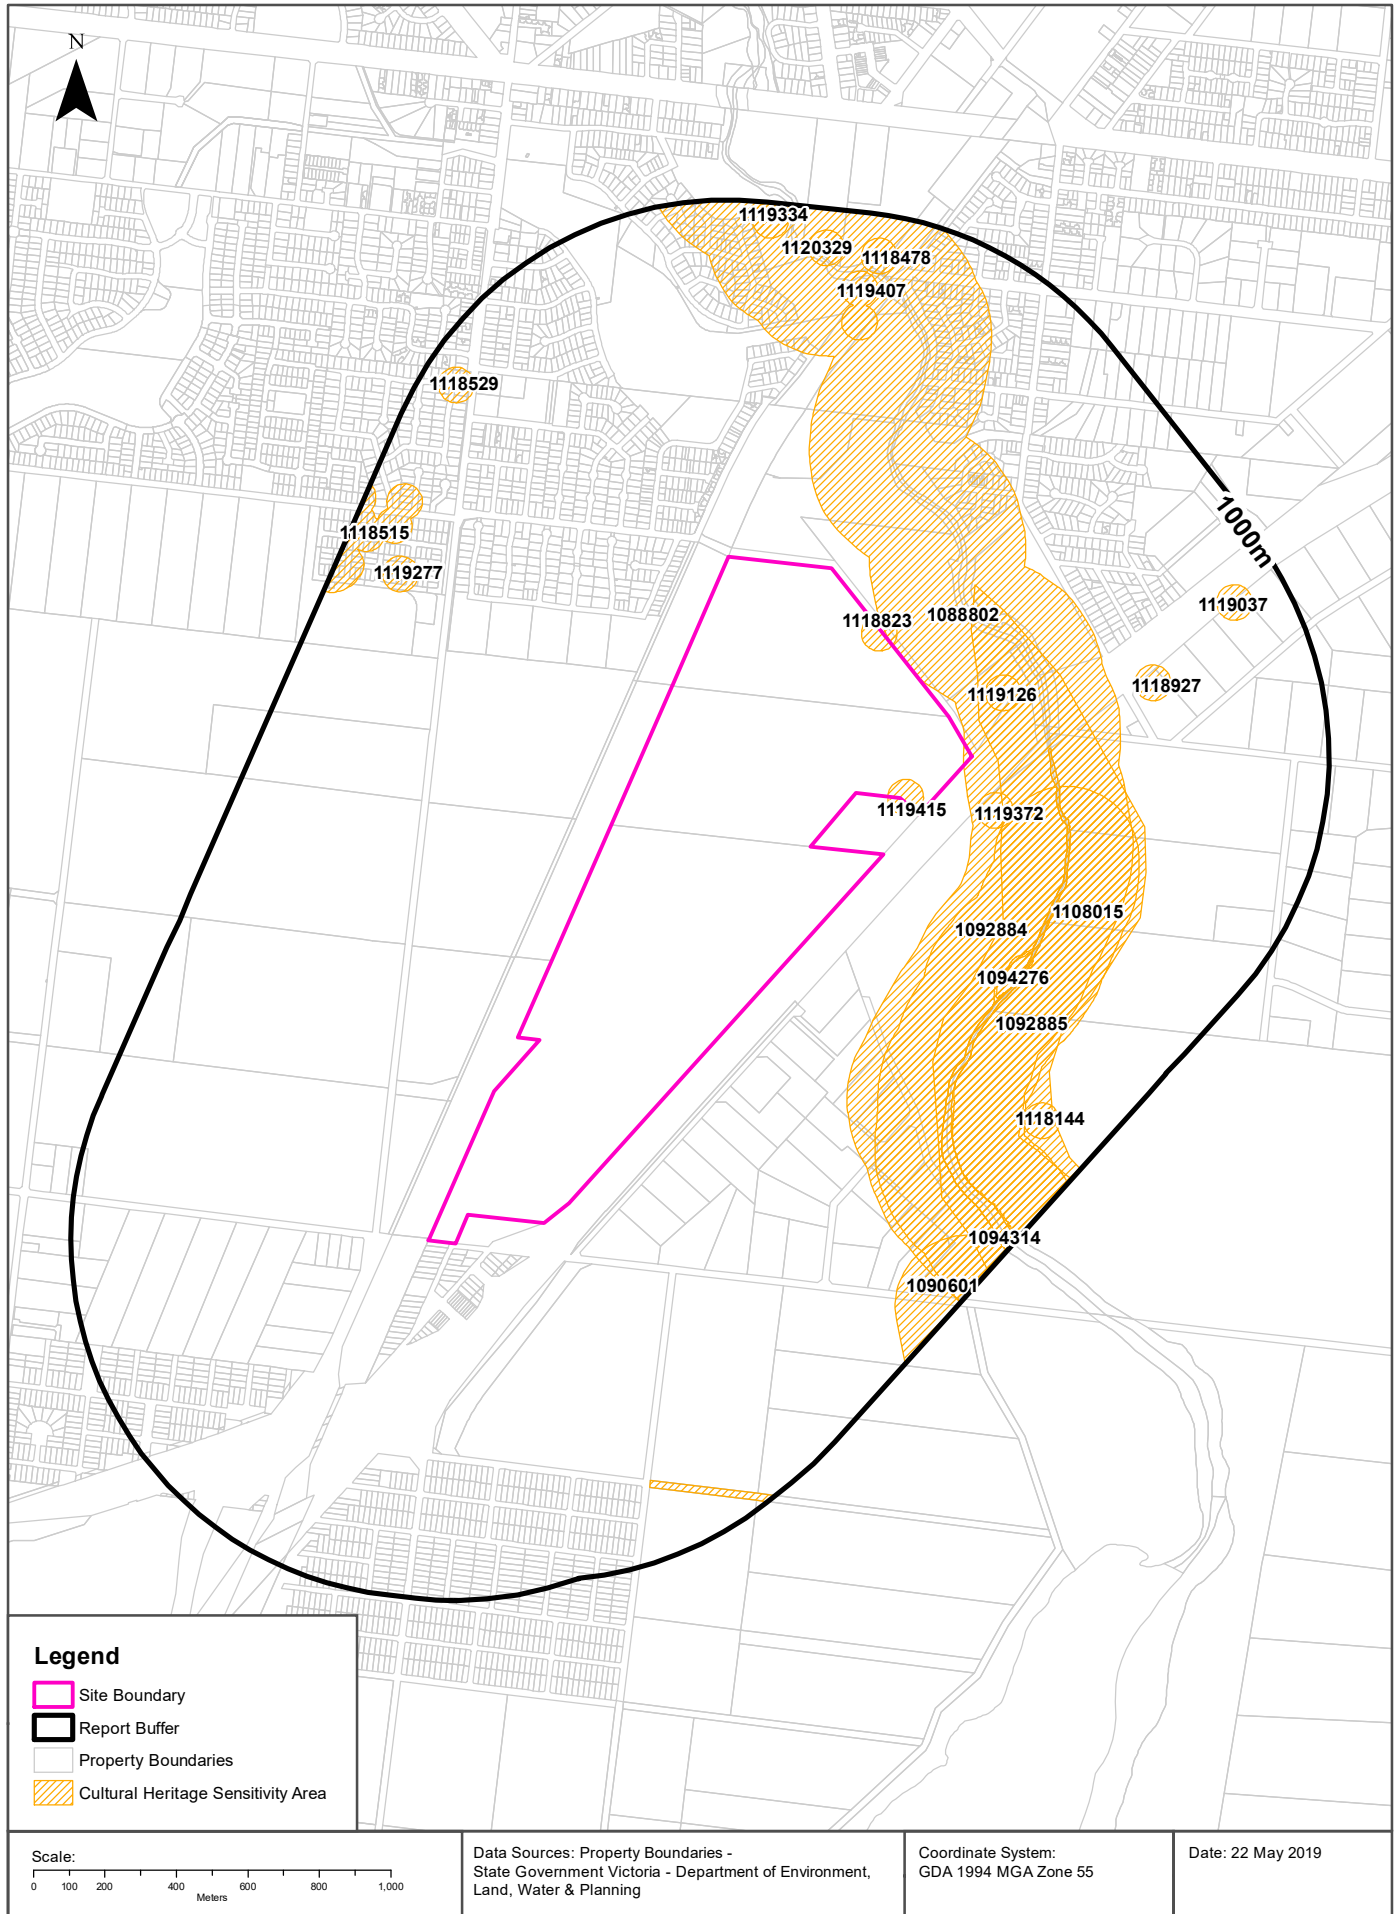 N
1119334
1120329
1118478
1119407
1118529
1000m
1118515
1119277
1119037
1118823
1088802
1118927
1119126
1119415
1119372
1108015
1092884
1094276
1092885
1118144
1094314
1090601
Legend
Site Boundary
Report Buffer
Property Boundaries
Cultural Heritage Sensitivity Area
Scale:
0 100 200 400 600 800 1,000
Meters
Data Sources: Property Boundaries -
State Government Victoria - Department of Environment,
Land, Water & Planning
Coordinate System:
GDA 1994 MGA Zone 55
Date: 22 May 2019